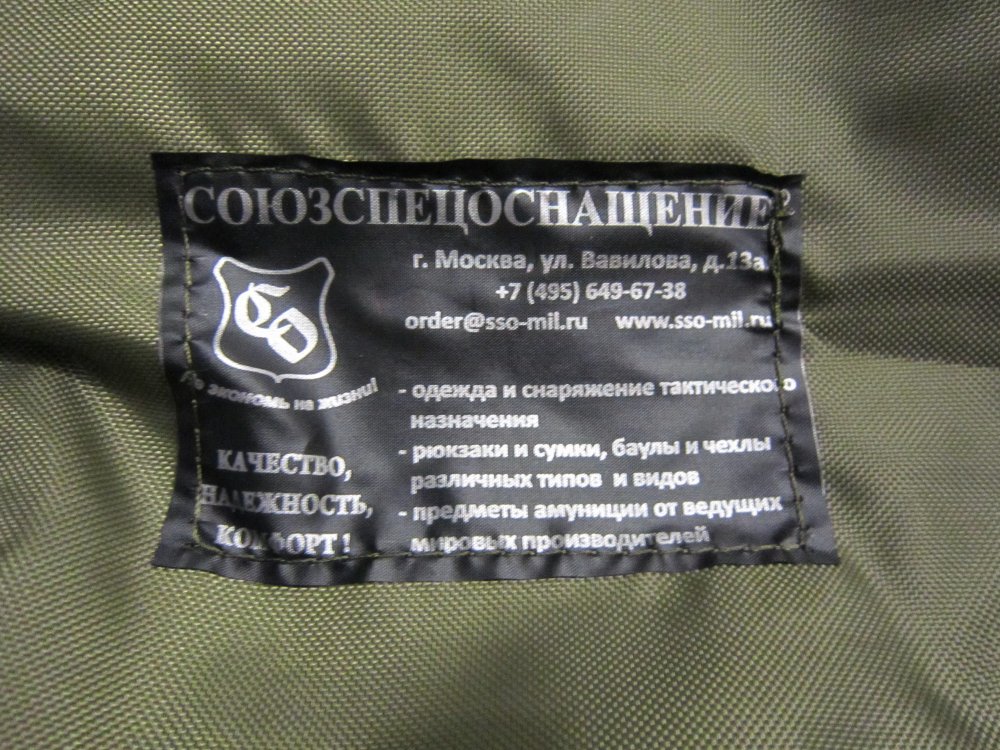 СОЮЗСПЕЦОСНАЩЕНИЕ
г. Москва, ул. Вавилова, д.13а
+7 (495) 649-67-38
order@sso-mil.ru www.sso-mil.ru
экономь на жизни!
- одежда и снаряжение тактического
назначения
- рюкзаки и сумки, баулы и чехлы
различных типов и видов
- предметы амуниции от ведущих
мировых производителей
КАЧЕСТВО,
НАДЕЖНОСТЬ,
КОМФОРТ !